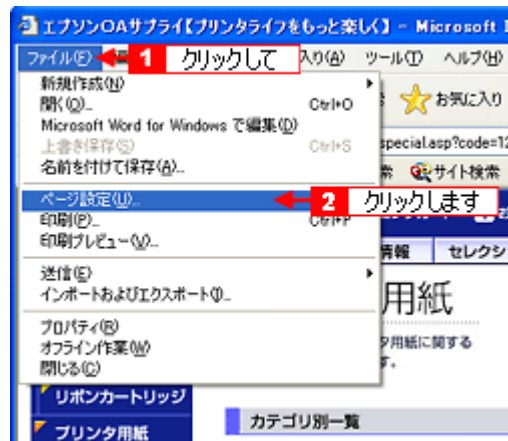 エプソンOAサプライ【プリンタライフをもっと楽しく】 - Microsoft I
ファイル(F) 1 クリックして 入り(A) ツール(T) ヘルプ(H)
新規作成(N)
開く(O)... Ctrl+O
お気に入り
Microsoft Word for Windows で編集(D)
上書き保存(S) Ctrl+S
special.asp?code=12
名前を付けて保存(A)...
索 サイト検索
ページ設定(U)... 2 クリックします
印刷(P)... Ctrl+P
印刷プレビュー(V)...
情報 セレクシ
送信(E)
インポートおよびエクスポート(I)...
用紙
プロパティ(R)
オフライン作業(W)
タ用紙に関する
閉じる(C)
す。
リボンカートリッジ
プリンタ用紙
カテゴリ別一覧